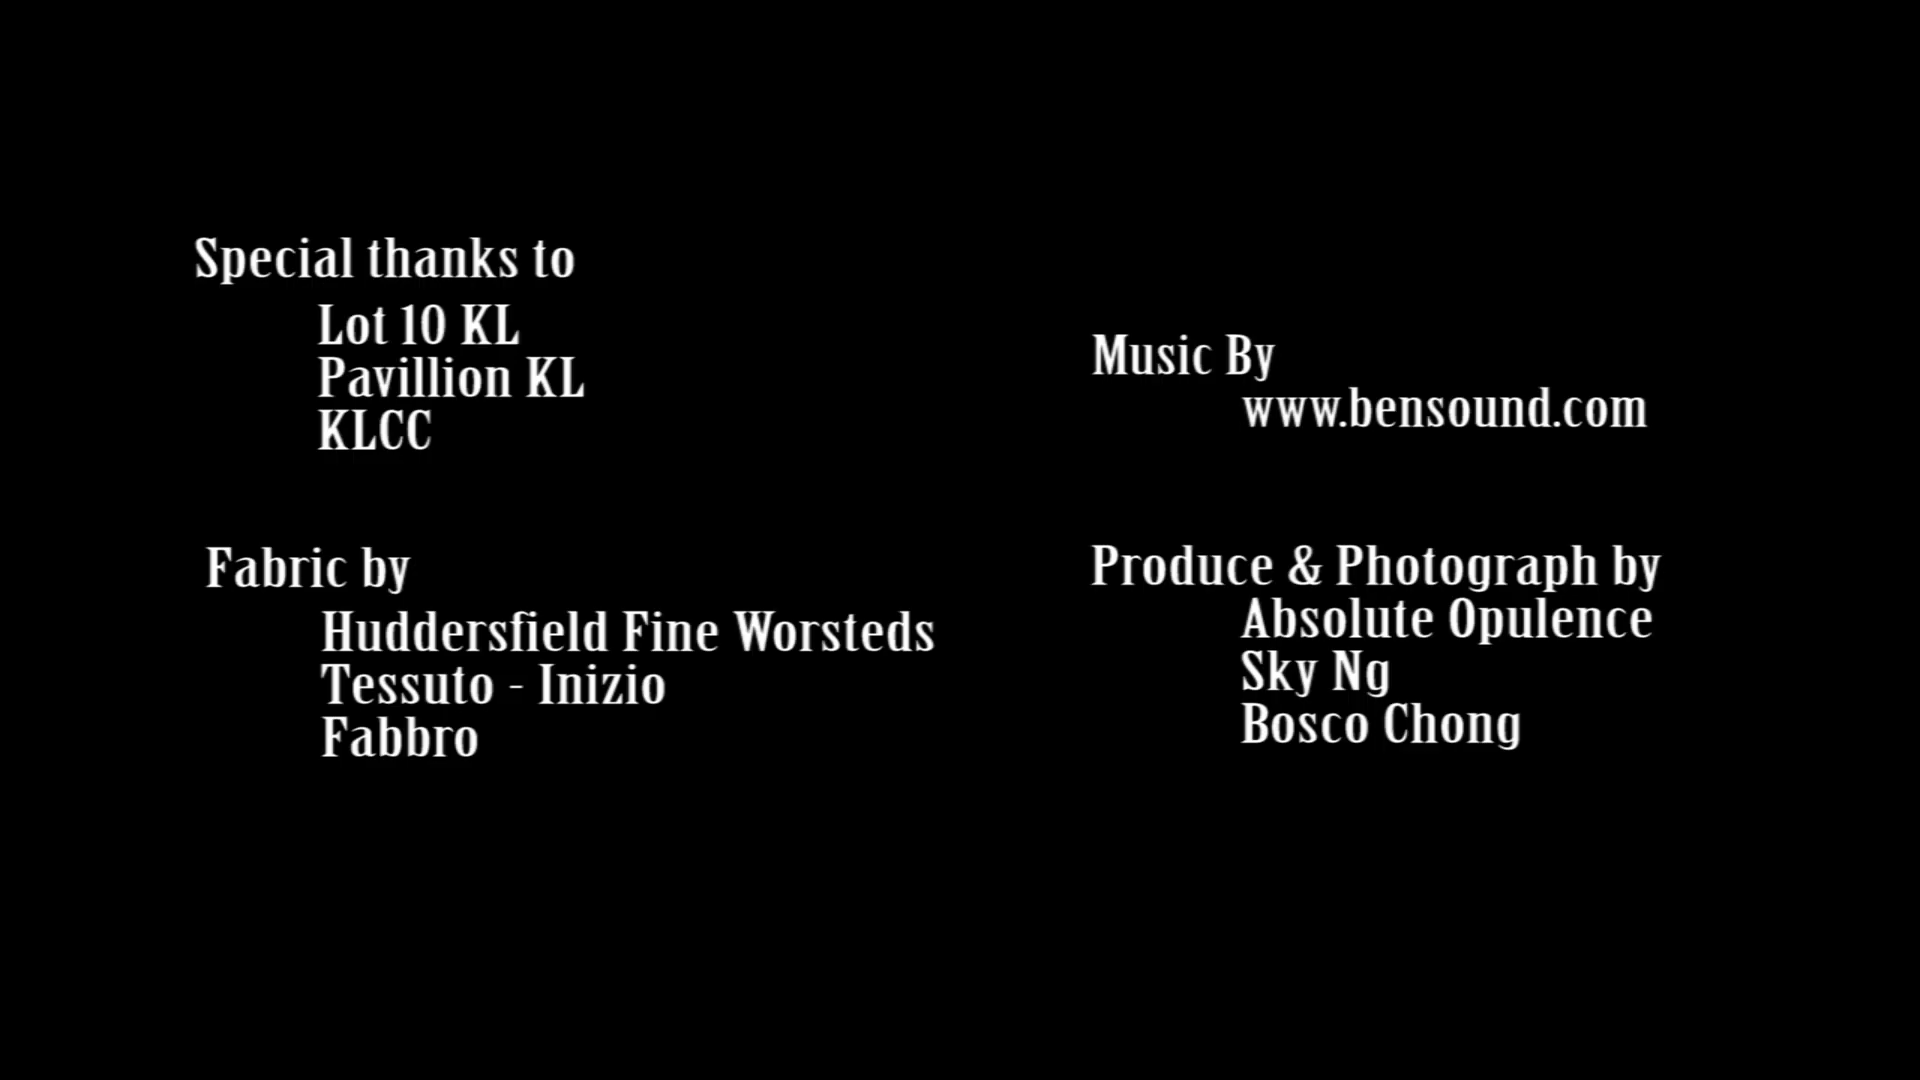 Special thanks to
Lot 10 KL
Pavillion KL
KLCC
Fabric by
Huddersfield Fine Worsteds
Tessuto - Inizio
Fabbro
Music By
www.bensound.com
Produce & Photograph by
Absolute Opulence
Sky Ng
Bosco Chong